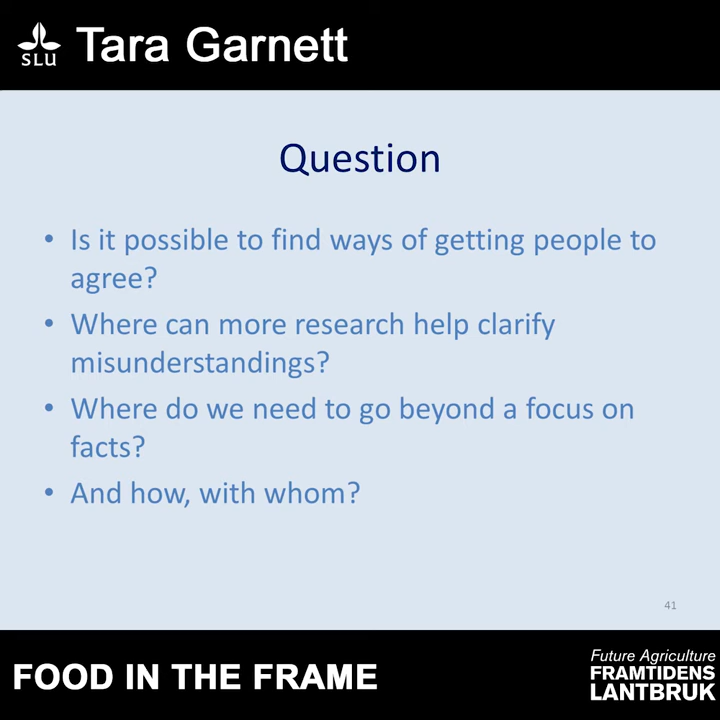 SLU
Tara Garnett
Question
• Is it possible to find ways of getting people to
agree?
• Where can more research help clarify
misunderstandings?
• Where do we need to go beyond a focus on
facts?
• And how, with whom?
41
FOOD IN THE FRAME
Future Agriculture
FRAMTIDENS
LANTBRUK